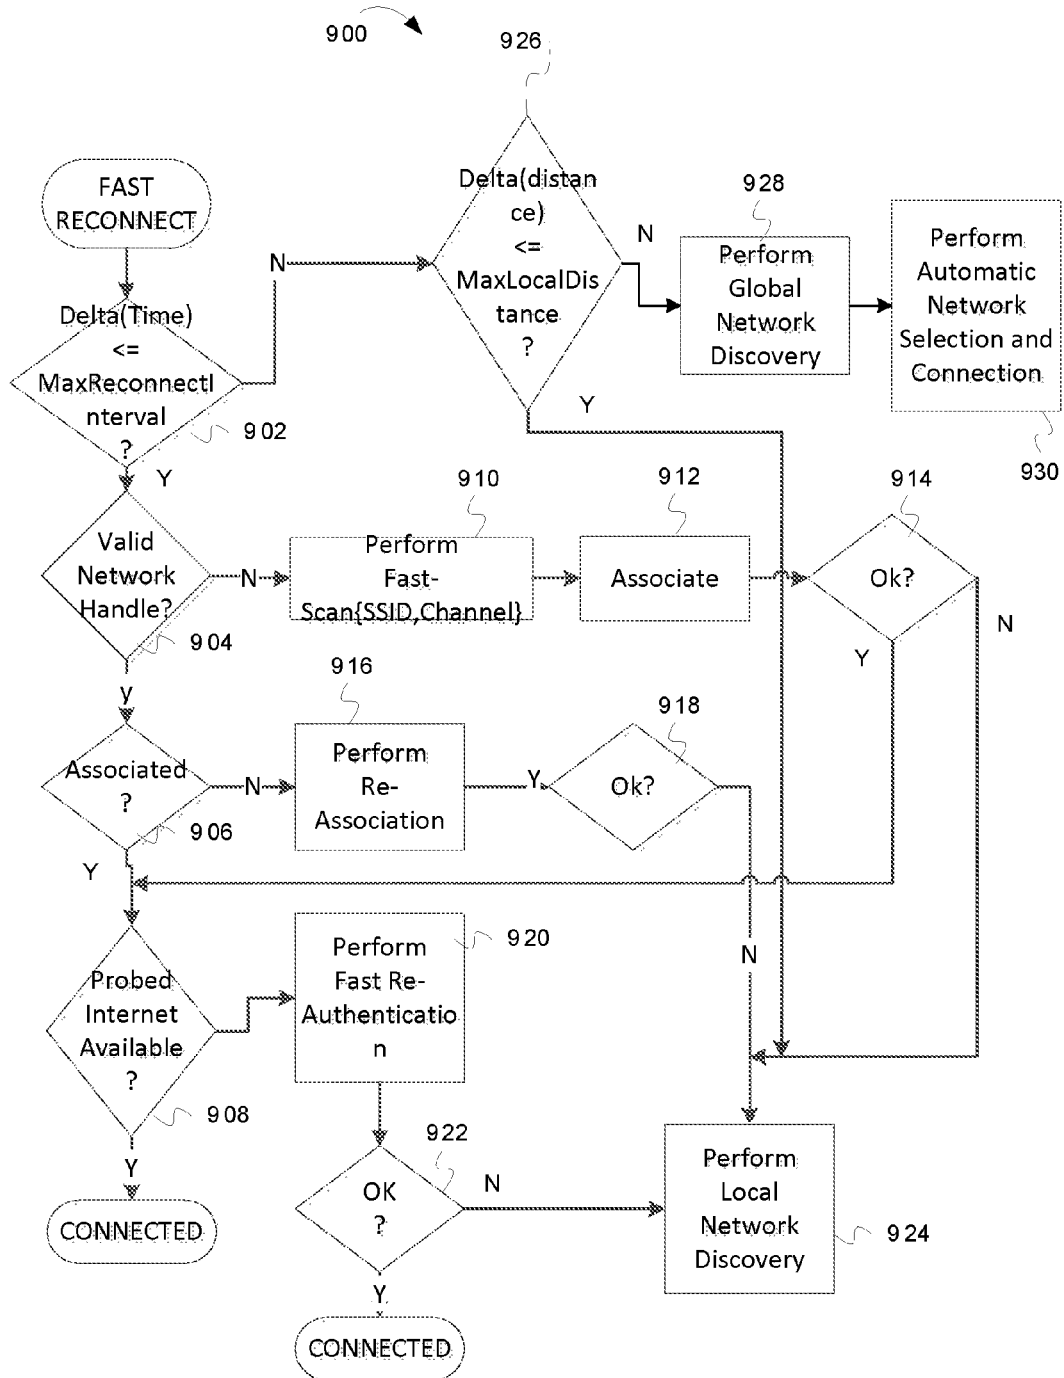 900
926
FAST
RECONNECT
Delta(distan
ce)
<=
MaxLocalDis
tance
?
N
928
Perform
Global
Network
Discovery
Perform
Automatic
Network
Selection and
Connection
930
N
Delta(Time)
<=
MaxReconnectI
nterval
?
902
Y
Y
Valid
Network
Handle?
904
N
910
Perform
Fast-
Scan{SSID,Channel}
912
Associate
914
Ok?
N
Y
y
Associated
?
906
N
916
Perform
Re-
Association
Y
918
Ok?
N
Y
Probed
Internet
Available
?
908
920
Perform
Fast Re-
Authenticatio
n
Y
CONNECTED
922
OK
?
N
Y
CONNECTED
Perform
Local
Network
Discovery
924